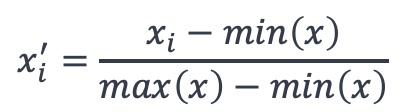 x'ᵢ = (xᵢ − min(x)) / (max(x) − min(x))